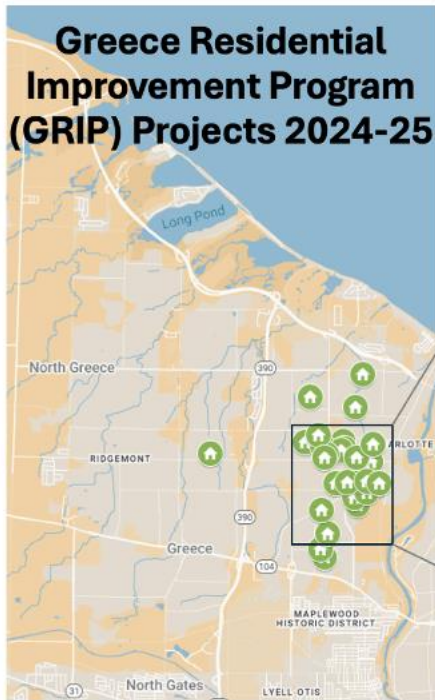 Greece Residential
Improvement Program
(GRIP) Projects 2024-25
Long Pond
North Greece
390
RIDGEMONT
ARLOTTE
390
Greece
104
MAPLEWOOD
HISTORIC DISTRICT
North Gates
31
LYELL OTIS